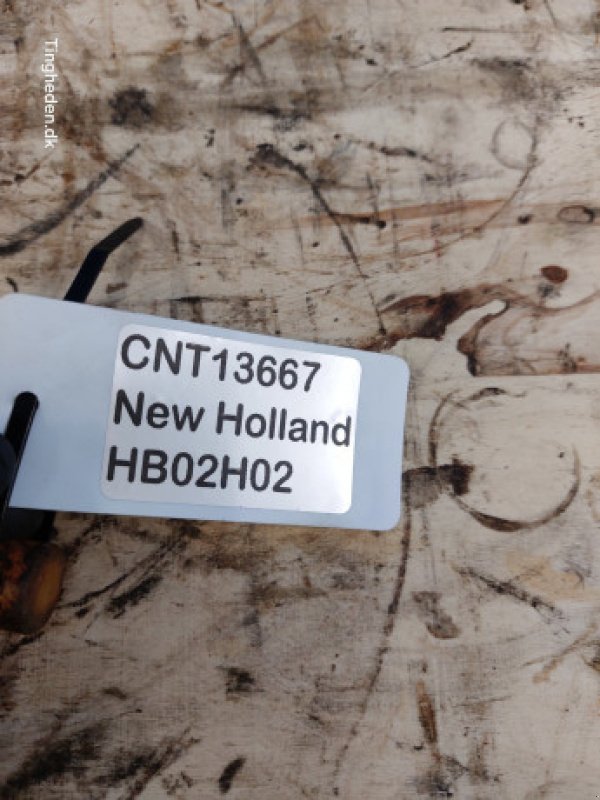 Tingheden.dk
CNT13667
New Holland
HB02H02